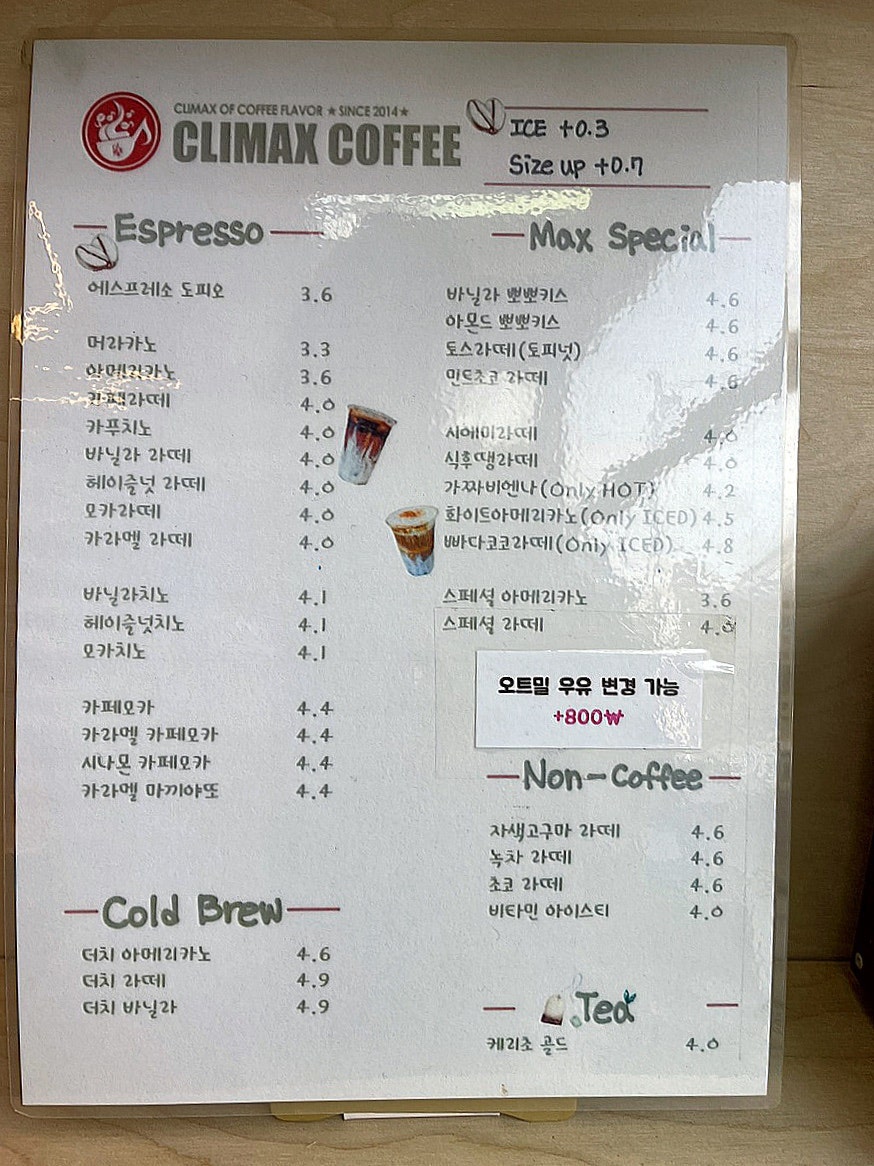 CLIMAX OF COFFEE FLAVOR ★ SINCE 2014 ★
CLIMAX COFFEE
ICE +0.3
Size up +0.7
Espresso
에스프레소 도피오 3.6
머라카노 3.3
아메리카노 3.6
카페라떼 4.0
카푸치노 4.0
바닐라 라떼 4.0
헤이즐넛 라떼 4.0
모카라떼 4.0
카라멜 라떼 4.0
바닐라치노 4.1
헤이즐넛치노 4.1
모카치노 4.1
카페모카 4.4
카라멜 카페모카 4.4
시나몬 카페모카 4.4
카라멜 마끼야또 4.4
Cold Brew
더치 아메리카노 4.6
더치 라떼 4.9
더치 바닐라 4.9
Max Special
바닐라 뽀뽀키스 4.6
아몬드 뽀뽀키스 4.6
토스라떼(토피넛) 4.6
민트초코 라떼 4.6
시에미라떼 4.0
식후땡라떼 4.0
가짜비엔나(Only HOT) 4.2
화이트아메리카노(Only ICED) 4.5
빠다코코라떼(Only ICED) 4.8
스페셜 아메리카노 3.6
스페셜 라떼 4.0
오트밀 우유 변경 가능
+800₩
Non-Coffee
자색고구마 라떼 4.6
녹차 라떼 4.6
초코 라떼 4.6
비타민 아이스티 4.0
Tea
케리초 골드 4.0